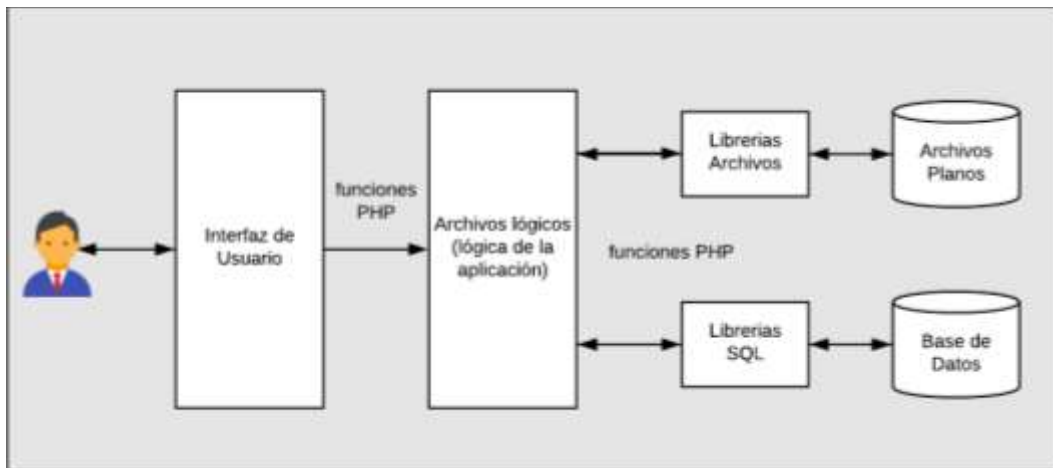 Interfaz de
Usuario
funciones
PHP
Archivos lógicos
(lógica de la
aplicación)
funciones PHP
Librerias
Archivos
Archivos
Planos
Librerias
SQL
Base de
Datos